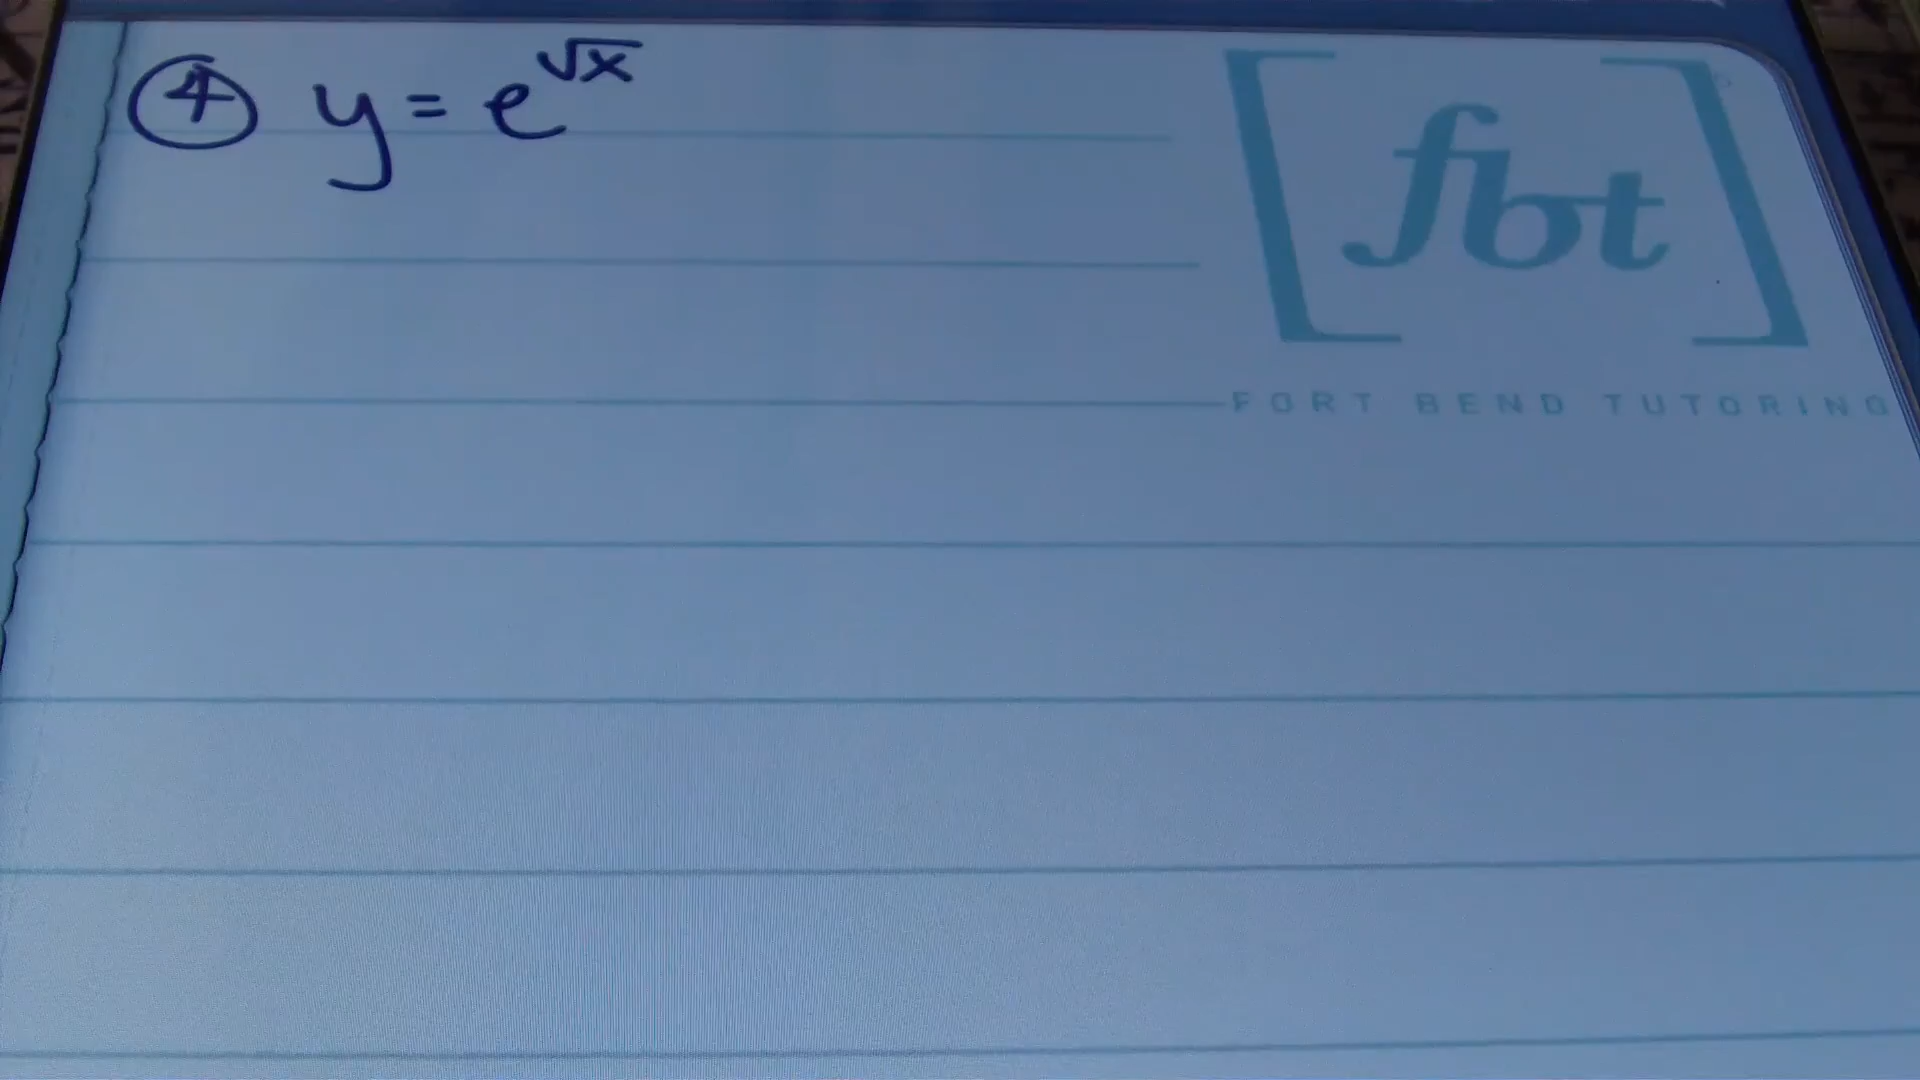 ④ y = e^√x
[fbt]
FORT BEND TUTORING